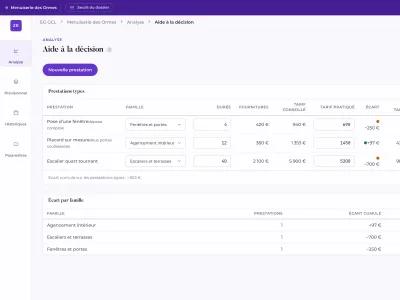 Menuiserie des Ormes
Seuils du dossier
ZE
EG OCL > Menuiserie des Ormes > Analyse > Aide à la décision
Analyse
Prévisionnel
Historiques
Paramètres
ANALYSE
Aide à la décision
Nouvelle prestation
Prestations types
PRESTATION FAMILLE DURÉE FOURNITURES TARIF CONSEILLÉ TARIF PRATIQUÉ ÉCART
Pose d'une fenêtre
Fenêtres et portes 4 420 € 940 € 690 −250 €
Placard sur mesure
coulissantes
Agencement intérieur 12 380 € 1450 +97 €
Escalier quart tournant Escaliers et terrasses 40 2 100 € 5 900 € 5200 −700 €
Écart par famille
FAMILLE PRESTATIONS ÉCART CUMULÉ
Agencement intérieur 1 +97 €
Escaliers et terrasses 1 −700 €
Fenêtres et portes 1 −250 €